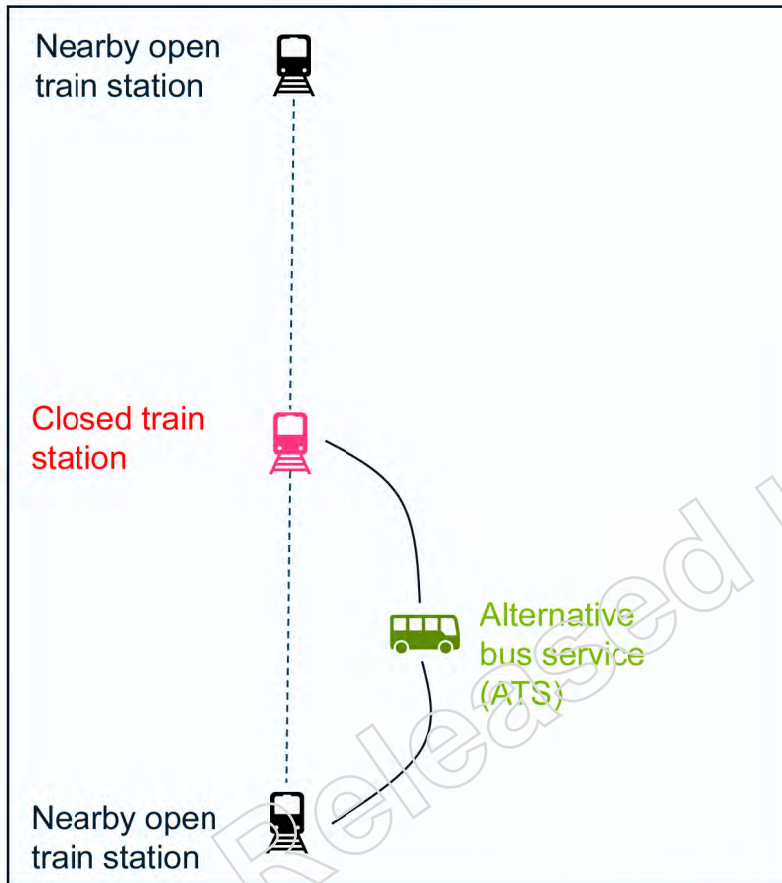 Nearby open
train station
Closed train
station
Alternative
bus service
(ATS)
Released
Nearby open
train station